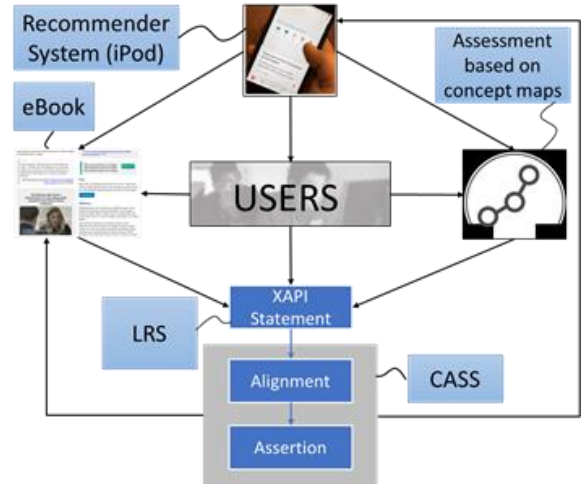 Recommender
System (iPod)
Assessment
based on
concept maps
eBook
USERS
XAPI
Statement
LRS
Alignment
CASS
Assertion